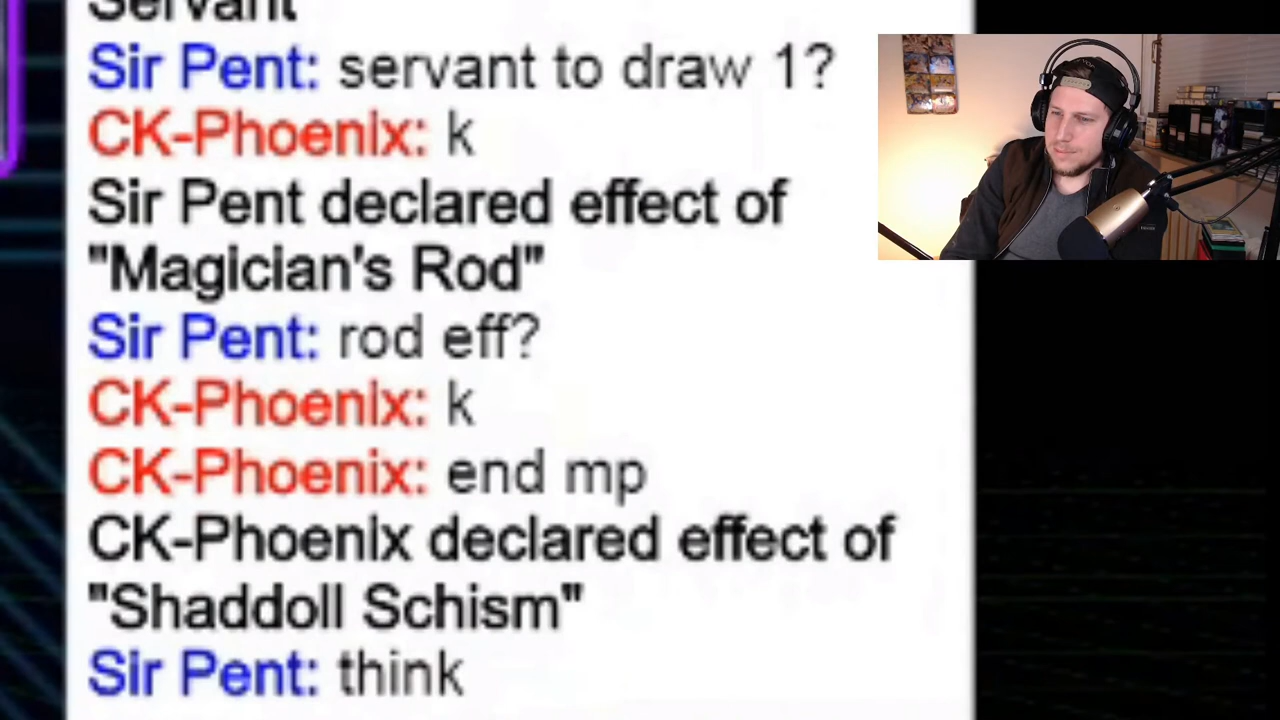 Servant
Sir Pent: servant to draw 1?
CK-Phoenix: k
Sir Pent declared effect of
"Magician's Rod"
Sir Pent: rod eff?
CK-Phoenix: k
CK-Phoenix: end mp
CK-Phoenix declared effect of
"Shaddoll Schism"
Sir Pent: think